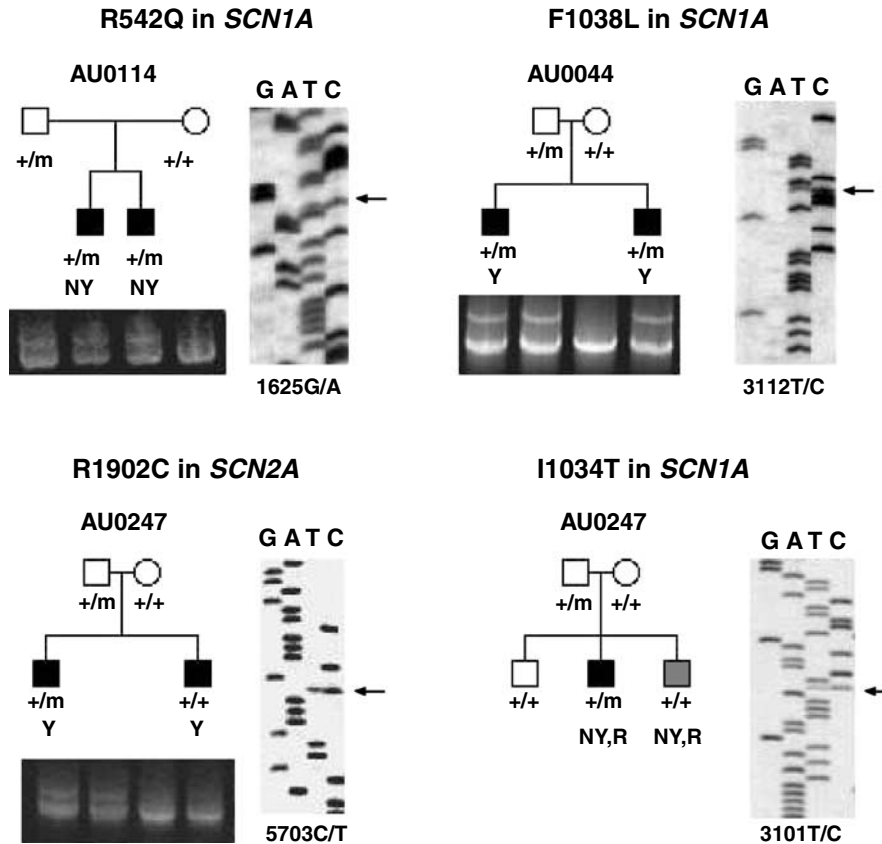 R542Q in SCN1A
AU0114
G A T C
+/m
+/+
+/m
+/m
NY
NY
1625G/A
F1038L in SCN1A
AU0044
G A T C
+/m
+/+
+/m
+/m
Y
Y
3112T/C
R1902C in SCN2A
AU0247
G A T C
+/m
+/+
+/m
+/+
Y
Y
5703C/T
I1034T in SCN1A
AU0247
G A T C
+/m
+/+
+/+
+/m
+/+
NY,R
NY,R
3101T/C